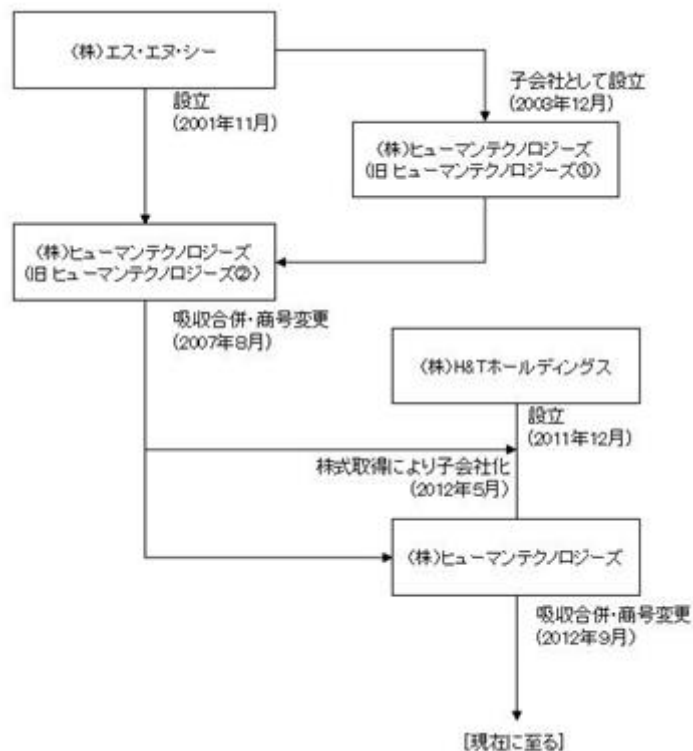 (株)エス・エヌ・シー
設立
(2001年11月)
子会社として設立
(2003年12月)
(株)ヒューマンテクノロジーズ
(旧 ヒューマンテクノロジーズ①)
(株)ヒューマンテクノロジーズ
(旧 ヒューマンテクノロジーズ②)
吸収合併・商号変更
(2007年8月)
(株)H&Tホールディングス
設立
(2011年12月)
株式取得により子会社化
(2012年5月)
(株)ヒューマンテクノロジーズ
吸収合併・商号変更
(2012年9月)
[現在に至る]